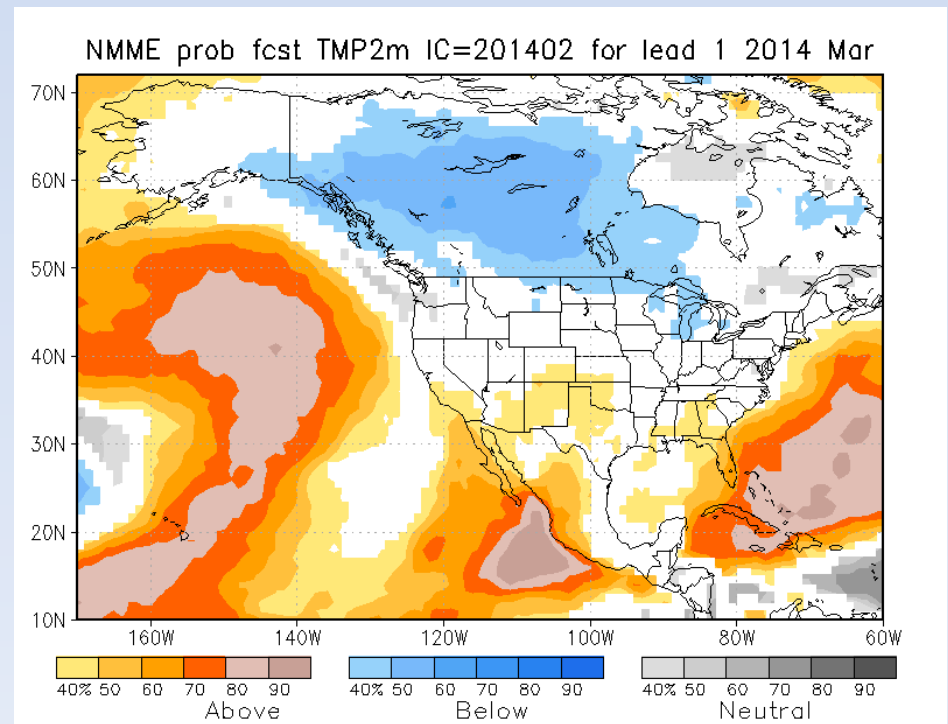 NMME prob fcst TMP2m IC=201402 for lead 1 2014 Mar
70N
60N
50N
40N
30N
20N
10N
160W 140W 120W 100W 80W 60W
40% 50 60 70 80 90 40% 50 60 70 80 90 40% 50 60 70 80 90
Above Below Neutral